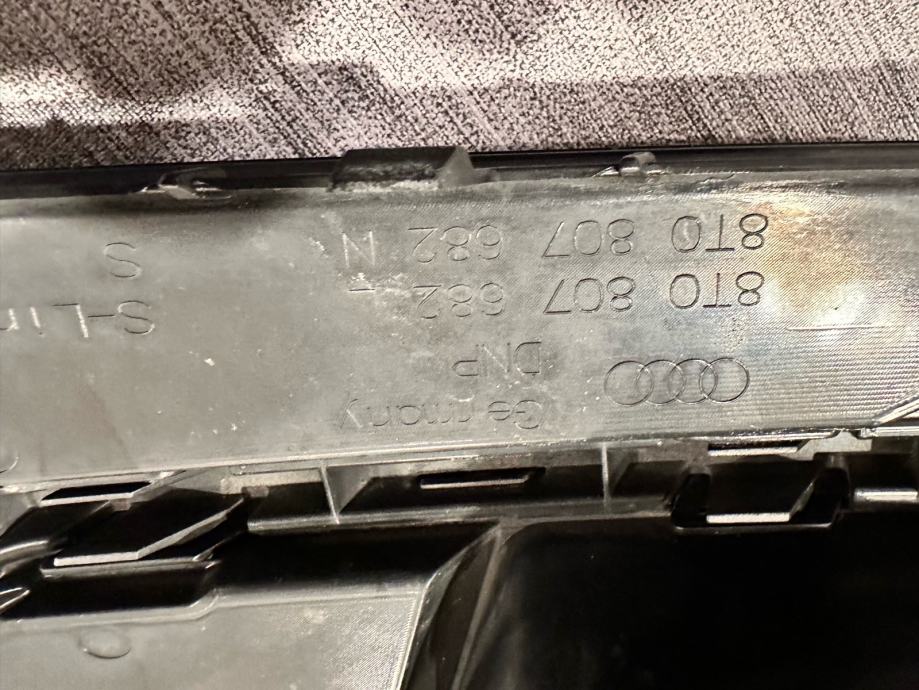 Germany
DNP
8T0 807 682 S-Lin
8T0 807 682 N S